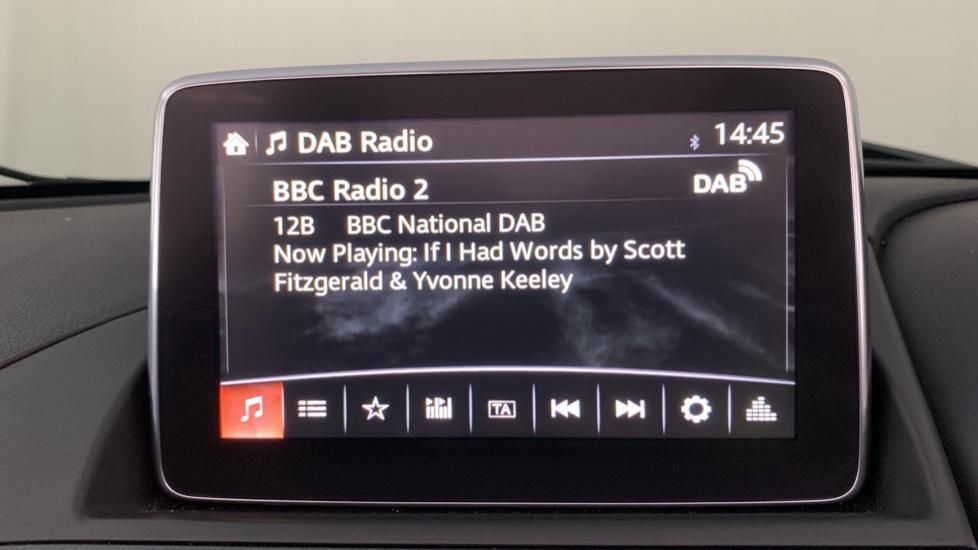 DAB Radio
14:45
BBC Radio 2
DAB
12B BBC National DAB
Now Playing: If I Had Words by Scott
Fitzgerald & Yvonne Keeley
TA